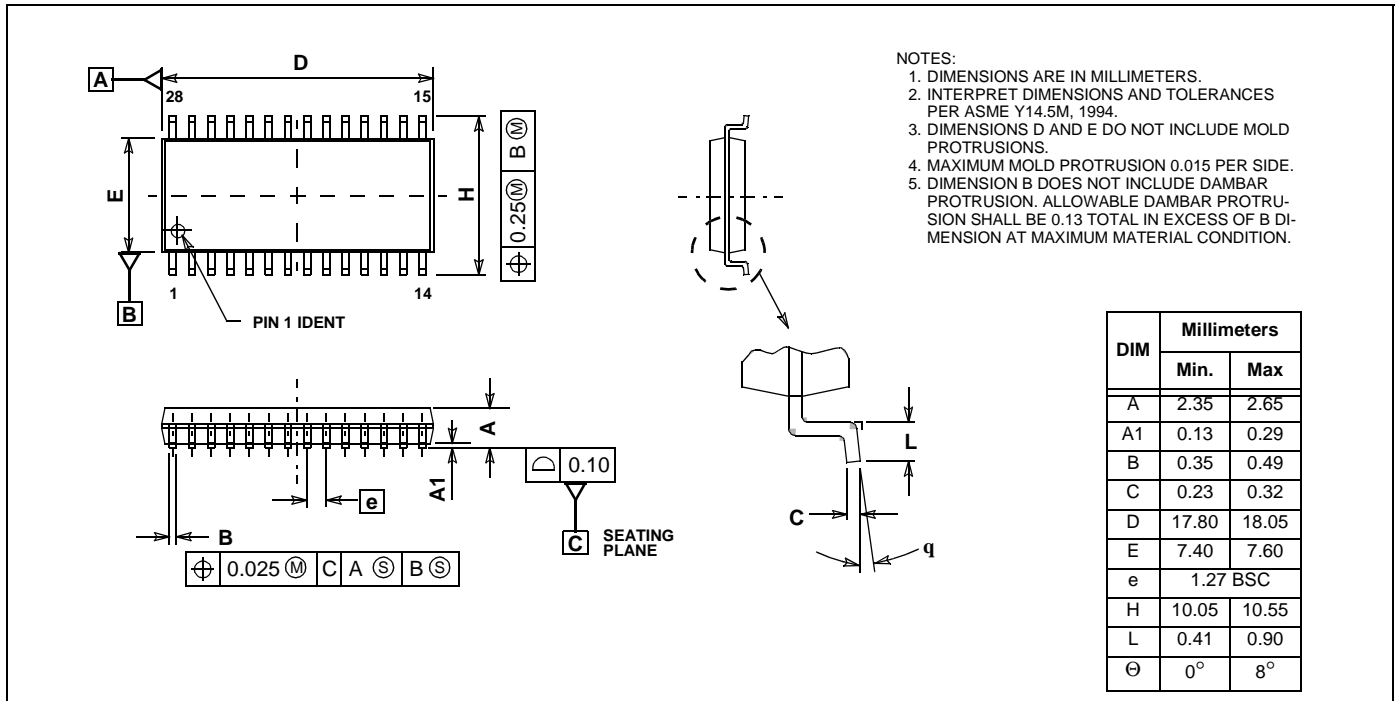 NOTES:
1. DIMENSIONS ARE IN MILLIMETERS.
2. INTERPRET DIMENSIONS AND TOLERANCES
PER ASME Y14.5M, 1994.
3. DIMENSIONS D AND E DO NOT INCLUDE MOLD
PROTRUSIONS.
4. MAXIMUM MOLD PROTRUSION 0.015 PER SIDE.
5. DIMENSION B DOES NOT INCLUDE DAMBAR
PROTRUSION. ALLOWABLE DAMBAR PROTRU-
SION SHALL BE 0.13 TOTAL IN EXCESS OF B DI-
MENSION AT MAXIMUM MATERIAL CONDITION.
D
A
28 15
E
H
⌖ 0.25 Ⓜ B Ⓜ
1 14
B
PIN 1 IDENT
A
A1
e
B
⌓ 0.10
C SEATING
PLANE
⌖ 0.025 Ⓜ C A Ⓢ B Ⓢ
L
C
q
DIM Millimeters
Min. Max
A 2.35 2.65
A1 0.13 0.29
B 0.35 0.49
C 0.23 0.32
D 17.80 18.05
E 7.40 7.60
e 1.27 BSC
H 10.05 10.55
L 0.41 0.90
Θ 0° 8°